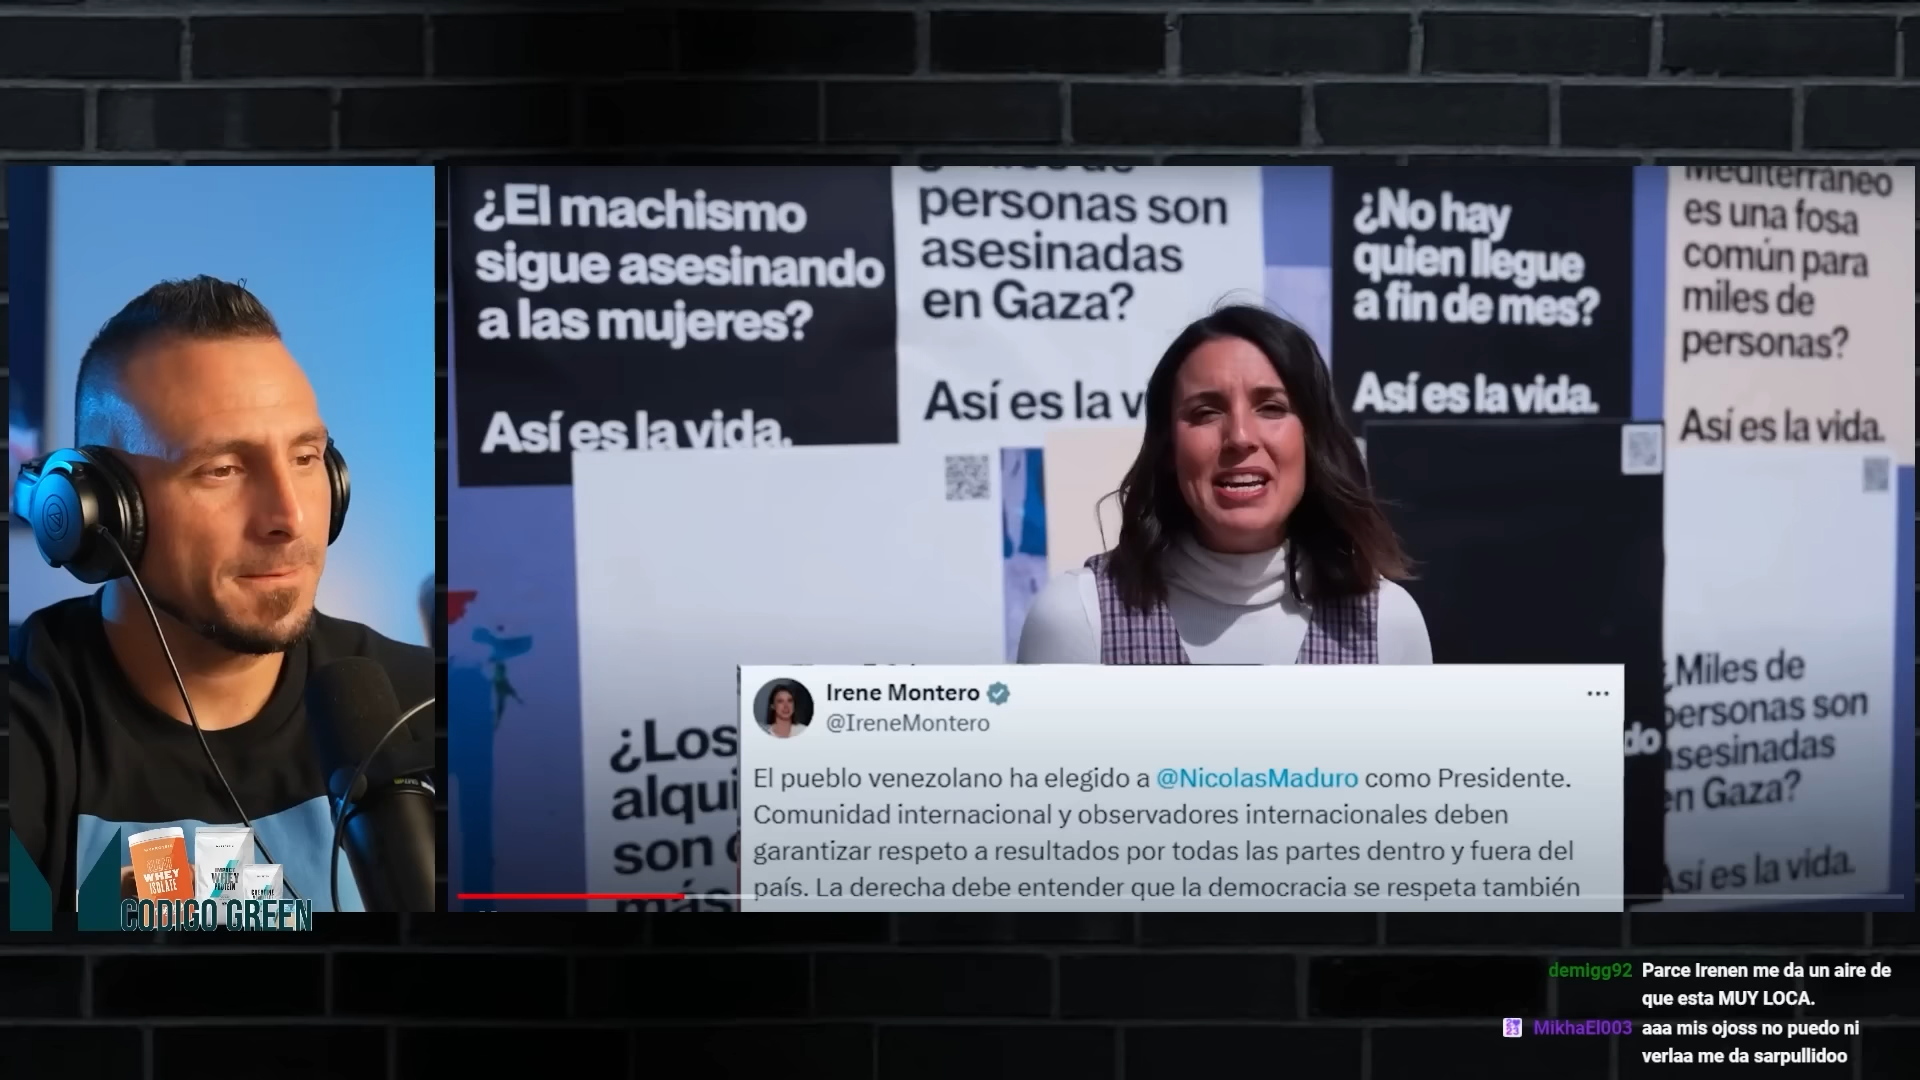 ¿El machismo
sigue asesinando
a las mujeres?
Así es la vida.
personas son
asesinadas
en Gaza?
Así es la v
¿No hay
quien llegue
a fin de mes?
Así es la vida.
Mediterráneo
es una fosa
común para
miles de
personas?
Así es la vida.
¿Los
alqui
son
más
do
¿Miles de
personas son
asesinadas
en Gaza?
Así es la vida.
Irene Montero
@IreneMontero
El pueblo venezolano ha elegido a @NicolasMaduro como Presidente.
Comunidad internacional y observadores internacionales deben
garantizar respeto a resultados por todas las partes dentro y fuera del
país. La derecha debe entender que la democracia se respeta también
WHEY
ISOLATE
IMPACT
WHEY
PROTEIN
CODIGO GREEN
demigg92 Parce Irenen me da un aire de
que esta MUY LOCA.
MikhaEl003 aaa mis ojoss no puedo ni
verlaa me da sarpullidoo